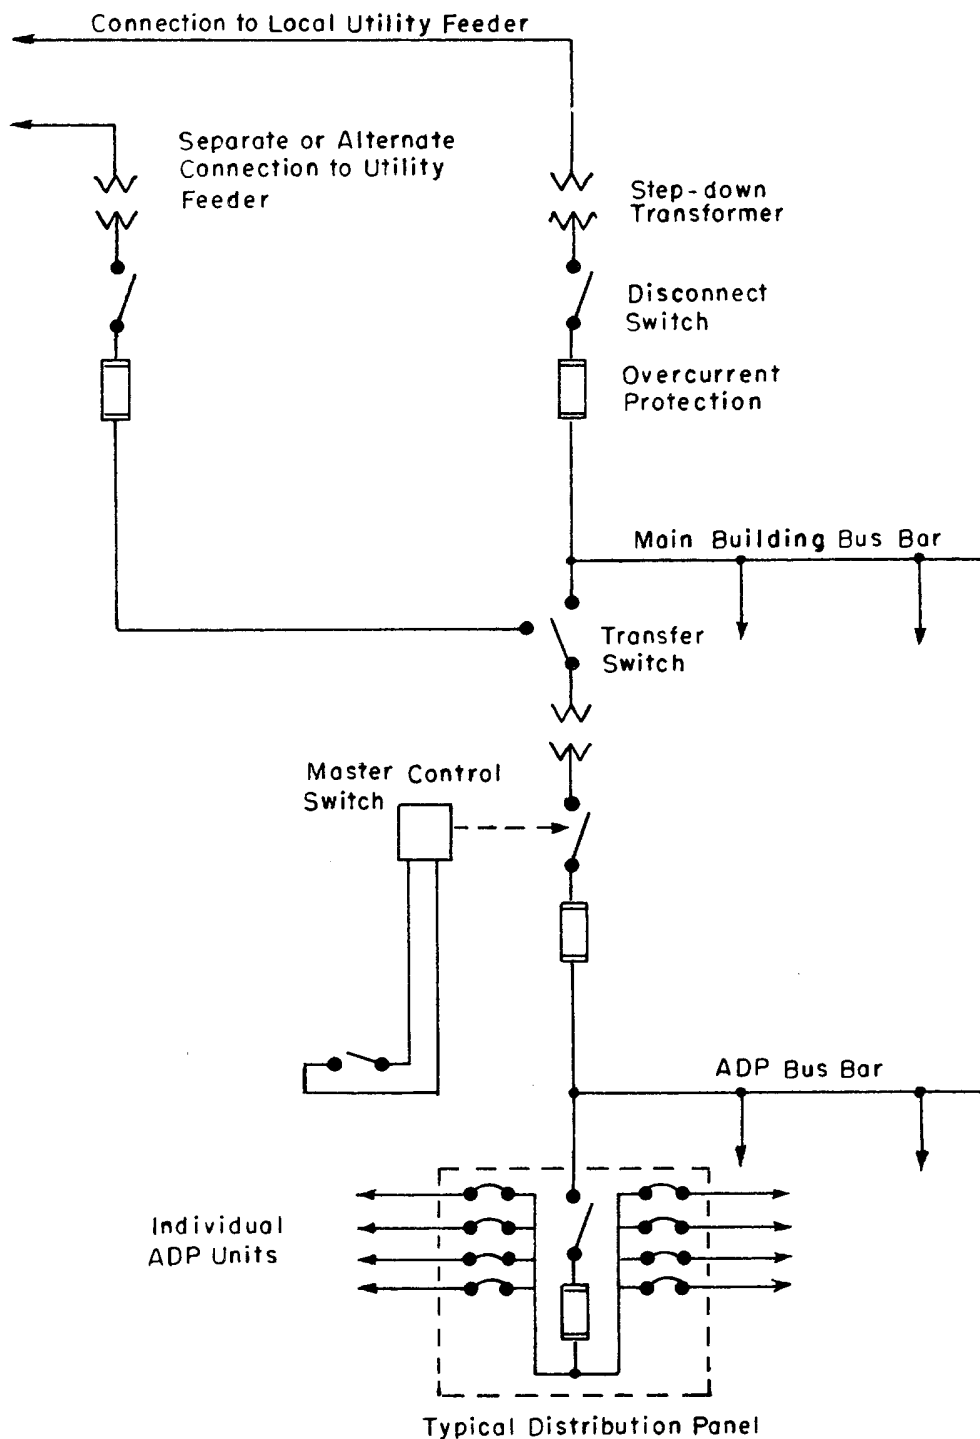 Connection to Local Utility Feeder
Separate or Alternate
Connection to Utility
Feeder
Step-down
Transformer
Disconnect
Switch
Overcurrent
Protection
Main Building Bus Bar
Transfer
Switch
Master Control
Switch
ADP Bus Bar
Individual
ADP Units
Typical Distribution Panel